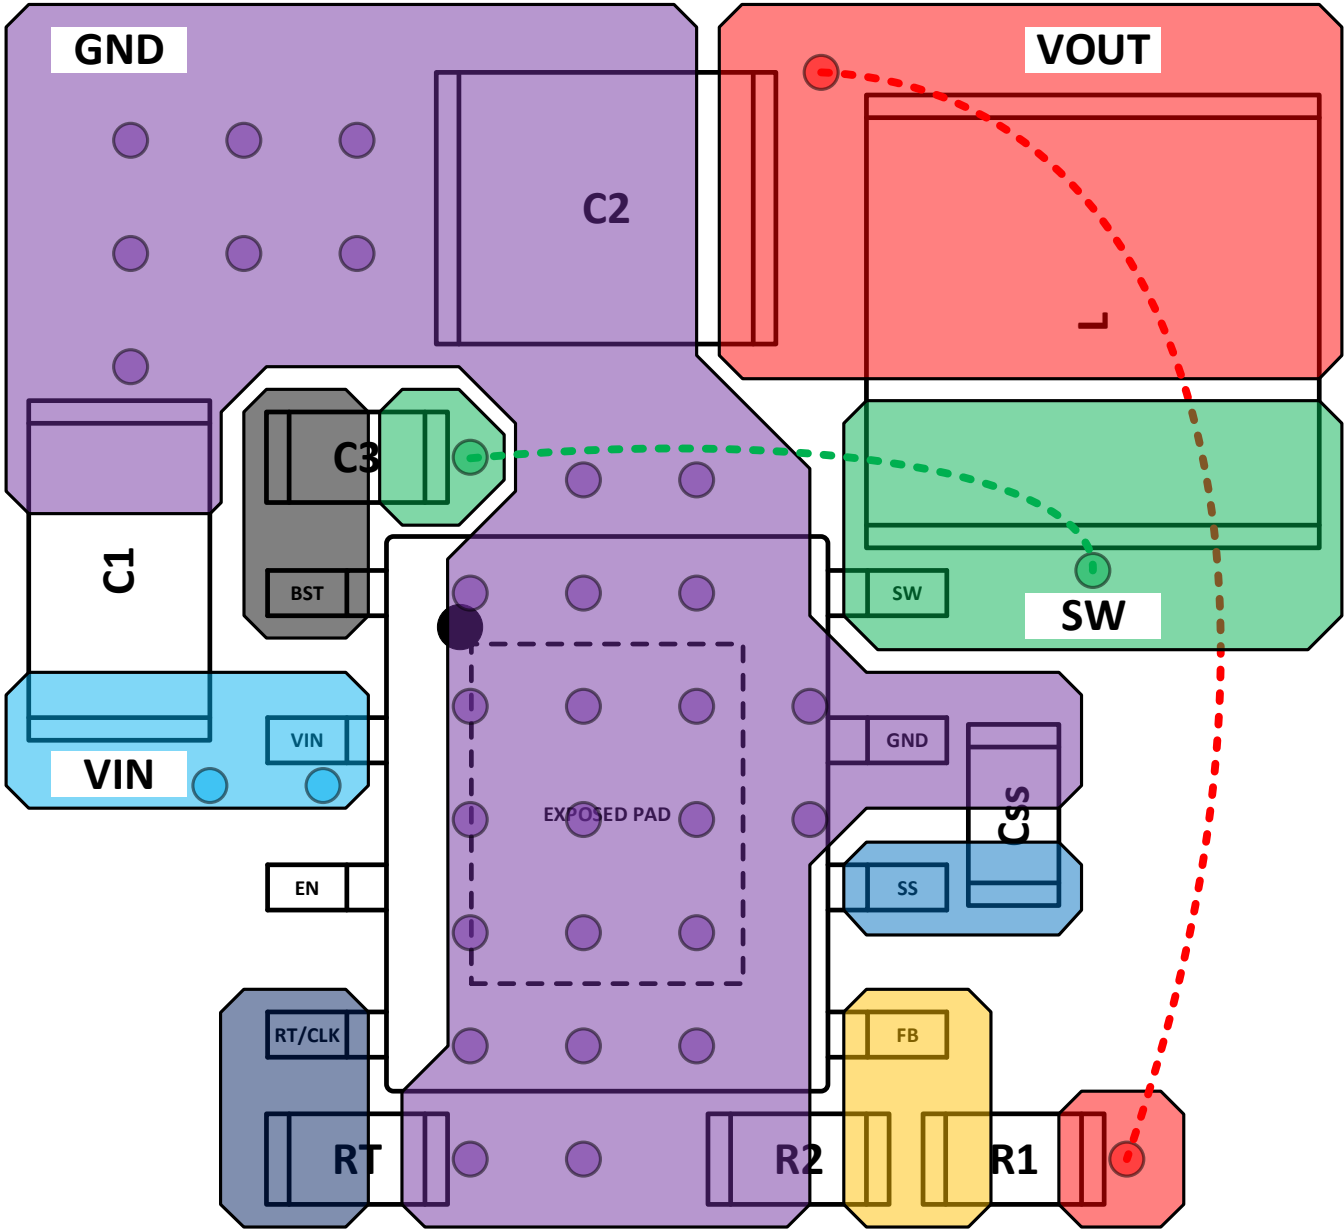 GND
VOUT
C2
L
C3
C1
BST
SW
SW
VIN
GND
VIN
EXPOSED PAD
Css
EN
SS
RT/CLK
FB
RT
R2
R1